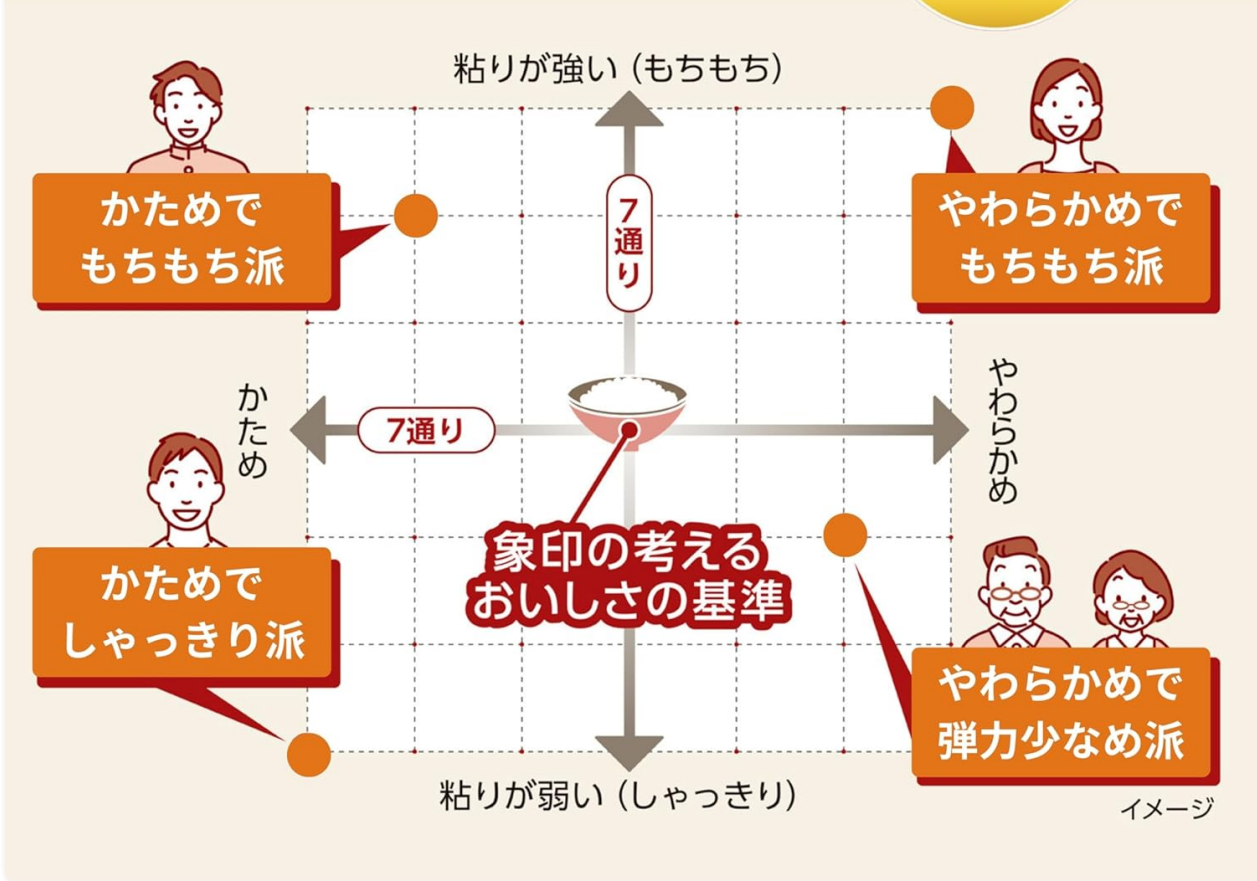 粘りが強い（もちもち）
かためで
もちもち派
やわらかめで
もちもち派
7通り
かため
7通り
やわらかめ
象印の考える
おいしさの基準
かためで
しゃっきり派
やわらかめで
弾力少なめ派
粘りが弱い（しゃっきり）
イメージ